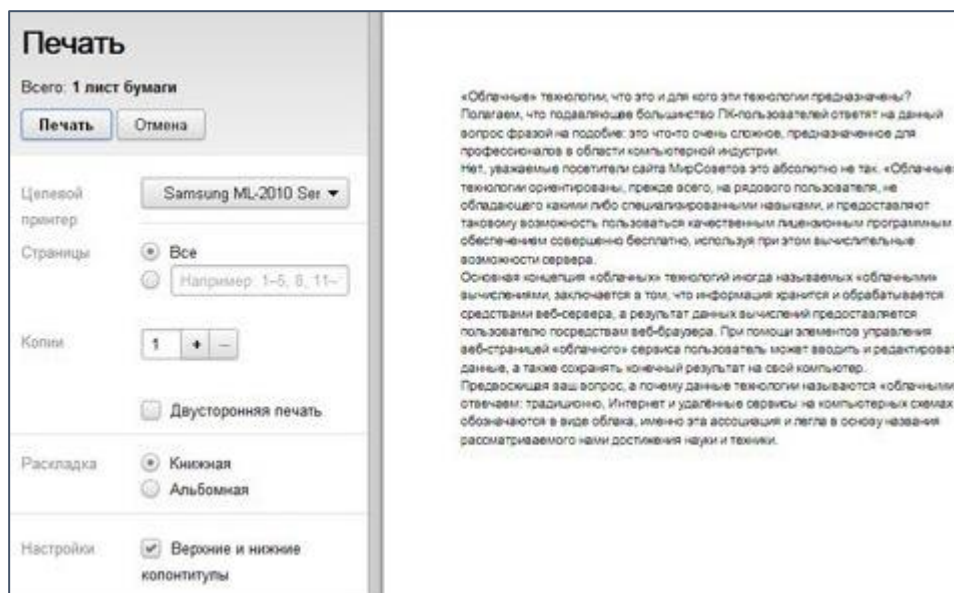 Печать
Всего: 1 лист бумаги
Печать Отмена
Целевой принтер
Samsung ML-2010 Ser
Страницы
Все
Например: 1–5, 8, 11–
Копии
1 + –
Двусторонняя печать
Раскладка
Книжная
Альбомная
Настройки
Верхние и нижние
колонтитулы
«Облачные» технологии, что это и для кого эти технологии предназначены?
Полагаем, что подавляющее большинство ПК-пользователей ответят на данный
вопрос фразой на подобие: это что-то очень сложное, предназначенное для
профессионалов в области компьютерной индустрии.
Нет, уважаемые посетители сайта МирСоветов это абсолютно не так. «Облачные»
технологии ориентированы, прежде всего, на рядового пользователя, не
обладающего какими либо специализированными навыками, и предоставляют
таковому возможность пользоваться качественным лицензионным программным
обеспечением совершенно бесплатно, используя при этом вычислительные
возможности сервера.
Основная концепция «облачных» технологий иногда называемых «облачными»
вычислениями, заключается в том, что информация хранится и обрабатывается
средствами веб-сервера, а результат данных вычислений предоставляется
пользователю посредствам веб-браузера. При помощи элементов управления
веб-страницей «облачного» сервиса пользователь может вводить и редактироват
данные, а также сохранять конечный результат на свой компьютер.
Предвосхищая ваш вопрос, а почему данные технологии называются «облачными
отвечаем: традиционно, Интернет и удалённые сервисы на компьютерных схемах
обозначаются в виде облака, именно эта ассоциация и легла в основу названия
рассматриваемого нами достижения науки и техники.